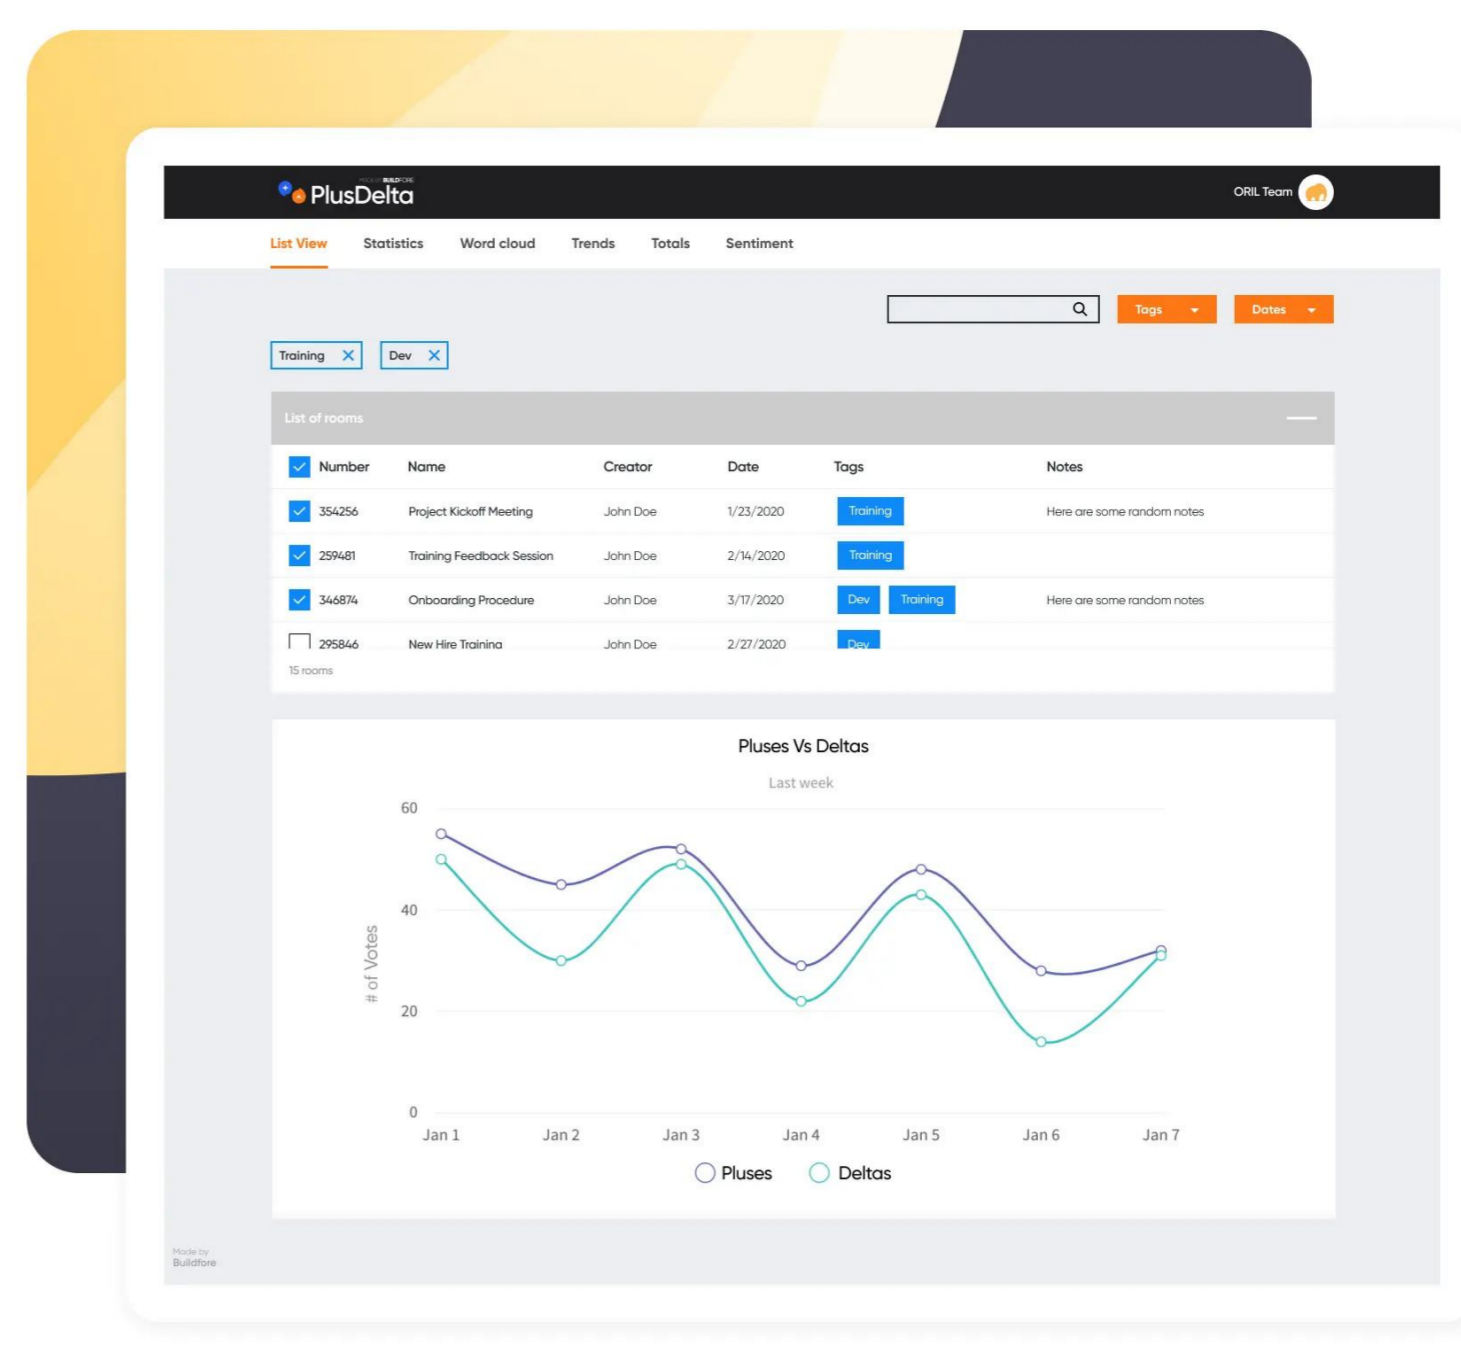 MADE BY BUILDFORE
PlusDelta
ORIL Team
List View Statistics Word cloud Trends Totals Sentiment
Tags Dates
Training Dev
List of rooms
Number Name Creator Date Tags Notes
354256 Project Kickoff Meeting John Doe 1/23/2020 Training Here are some random notes
259481 Training Feedback Session John Doe 2/14/2020 Training
346874 Onboarding Procedure John Doe 3/17/2020 Dev Training Here are some random notes
295846 New Hire Training John Doe 2/27/2020 Dev
15 rooms
Pluses Vs Deltas
Last week
60
40
# of Votes
20
0
Jan 1 Jan 2 Jan 3 Jan 4 Jan 5 Jan 6 Jan 7
Pluses Deltas
Made by
Buildfore